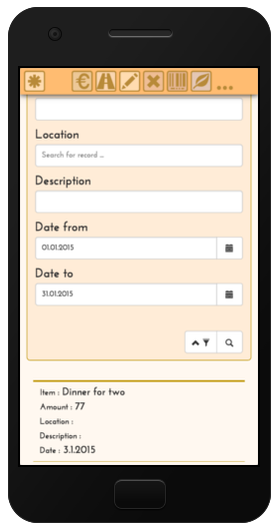 ...
Location
Search for record ...
Description
Date from
01.01.2015
Date to
31.01.2015
Item : Dinner for two
Amount : 77
Location :
Description :
Date : 3.1.2015